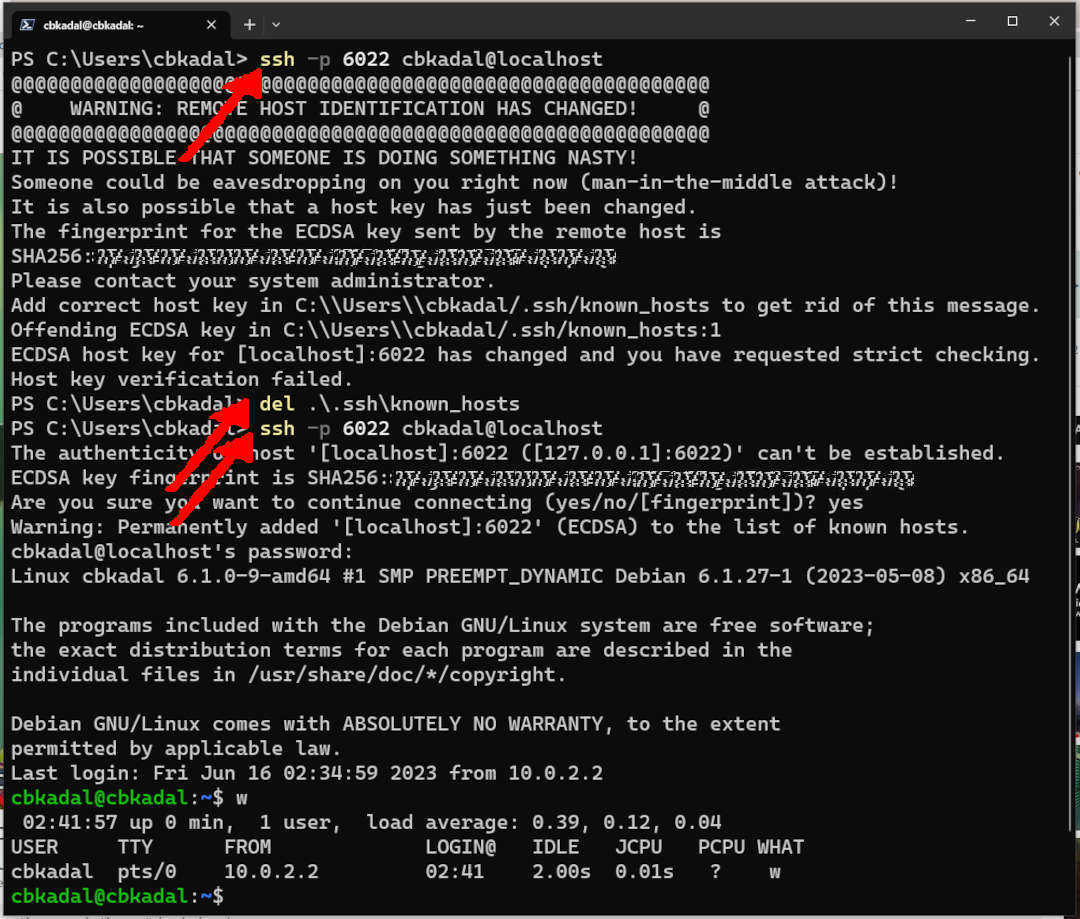 cbkadal@cbkadal: ~
PS C:\Users\cbkadal> ssh -p 6022 cbkadal@localhost
@@@@@@@@@@@@@@@@@@@@@@@@@@@@@@@@@@@@@@@@@@@@@@@@@@@@@@@@@@@
@    WARNING: REMOTE HOST IDENTIFICATION HAS CHANGED!     @
@@@@@@@@@@@@@@@@@@@@@@@@@@@@@@@@@@@@@@@@@@@@@@@@@@@@@@@@@@@
IT IS POSSIBLE THAT SOMEONE IS DOING SOMETHING NASTY!
Someone could be eavesdropping on you right now (man-in-the-middle attack)!
It is also possible that a host key has just been changed.
The fingerprint for the ECDSA key sent by the remote host is
SHA256:
Please contact your system administrator.
Add correct host key in C:\\Users\\cbkadal/.ssh/known_hosts to get rid of this message.
Offending ECDSA key in C:\\Users\\cbkadal/.ssh/known_hosts:1
ECDSA host key for [localhost]:6022 has changed and you have requested strict checking.
Host key verification failed.
PS C:\Users\cbkadal> del .\.ssh\known_hosts
PS C:\Users\cbkadal> ssh -p 6022 cbkadal@localhost
The authenticity of host '[localhost]:6022 ([127.0.0.1]:6022)' can't be established.
ECDSA key fingerprint is SHA256:
Are you sure you want to continue connecting (yes/no/[fingerprint])? yes
Warning: Permanently added '[localhost]:6022' (ECDSA) to the list of known hosts.
cbkadal@localhost's password:
Linux cbkadal 6.1.0-9-amd64 #1 SMP PREEMPT_DYNAMIC Debian 6.1.27-1 (2023-05-08) x86_64
The programs included with the Debian GNU/Linux system are free software;
the exact distribution terms for each program are described in the
individual files in /usr/share/doc/*/copyright.
Debian GNU/Linux comes with ABSOLUTELY NO WARRANTY, to the extent
permitted by applicable law.
Last login: Fri Jun 16 02:34:59 2023 from 10.0.2.2
cbkadal@cbkadal:~$ w
 02:41:57 up 0 min,  1 user,  load average: 0.39, 0.12, 0.04
USER     TTY      FROM             LOGIN@   IDLE   JCPU   PCPU WHAT
cbkadal  pts/0    10.0.2.2         02:41    2.00s  0.01s   ?    w
cbkadal@cbkadal:~$